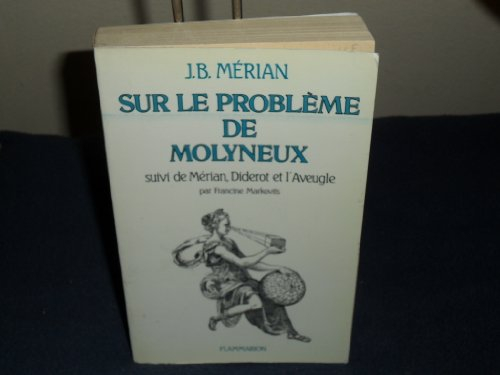 J.B. MÉRIAN
SUR LE PROBLÈME
DE
MOLYNEUX
suivi de Mérian, Diderot et l'Aveugle
par Francine Markovits
FLAMMARION